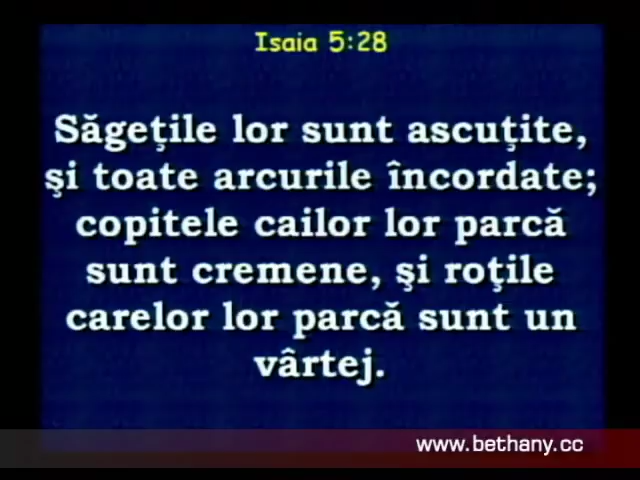 Isaia 5:28
Săgeţile lor sunt ascuţite,
şi toate arcurile încordate;
copitele cailor lor parcă
sunt cremene, şi roţile
carelor lor parcă sunt un
vârtej.
www.bethany.cc